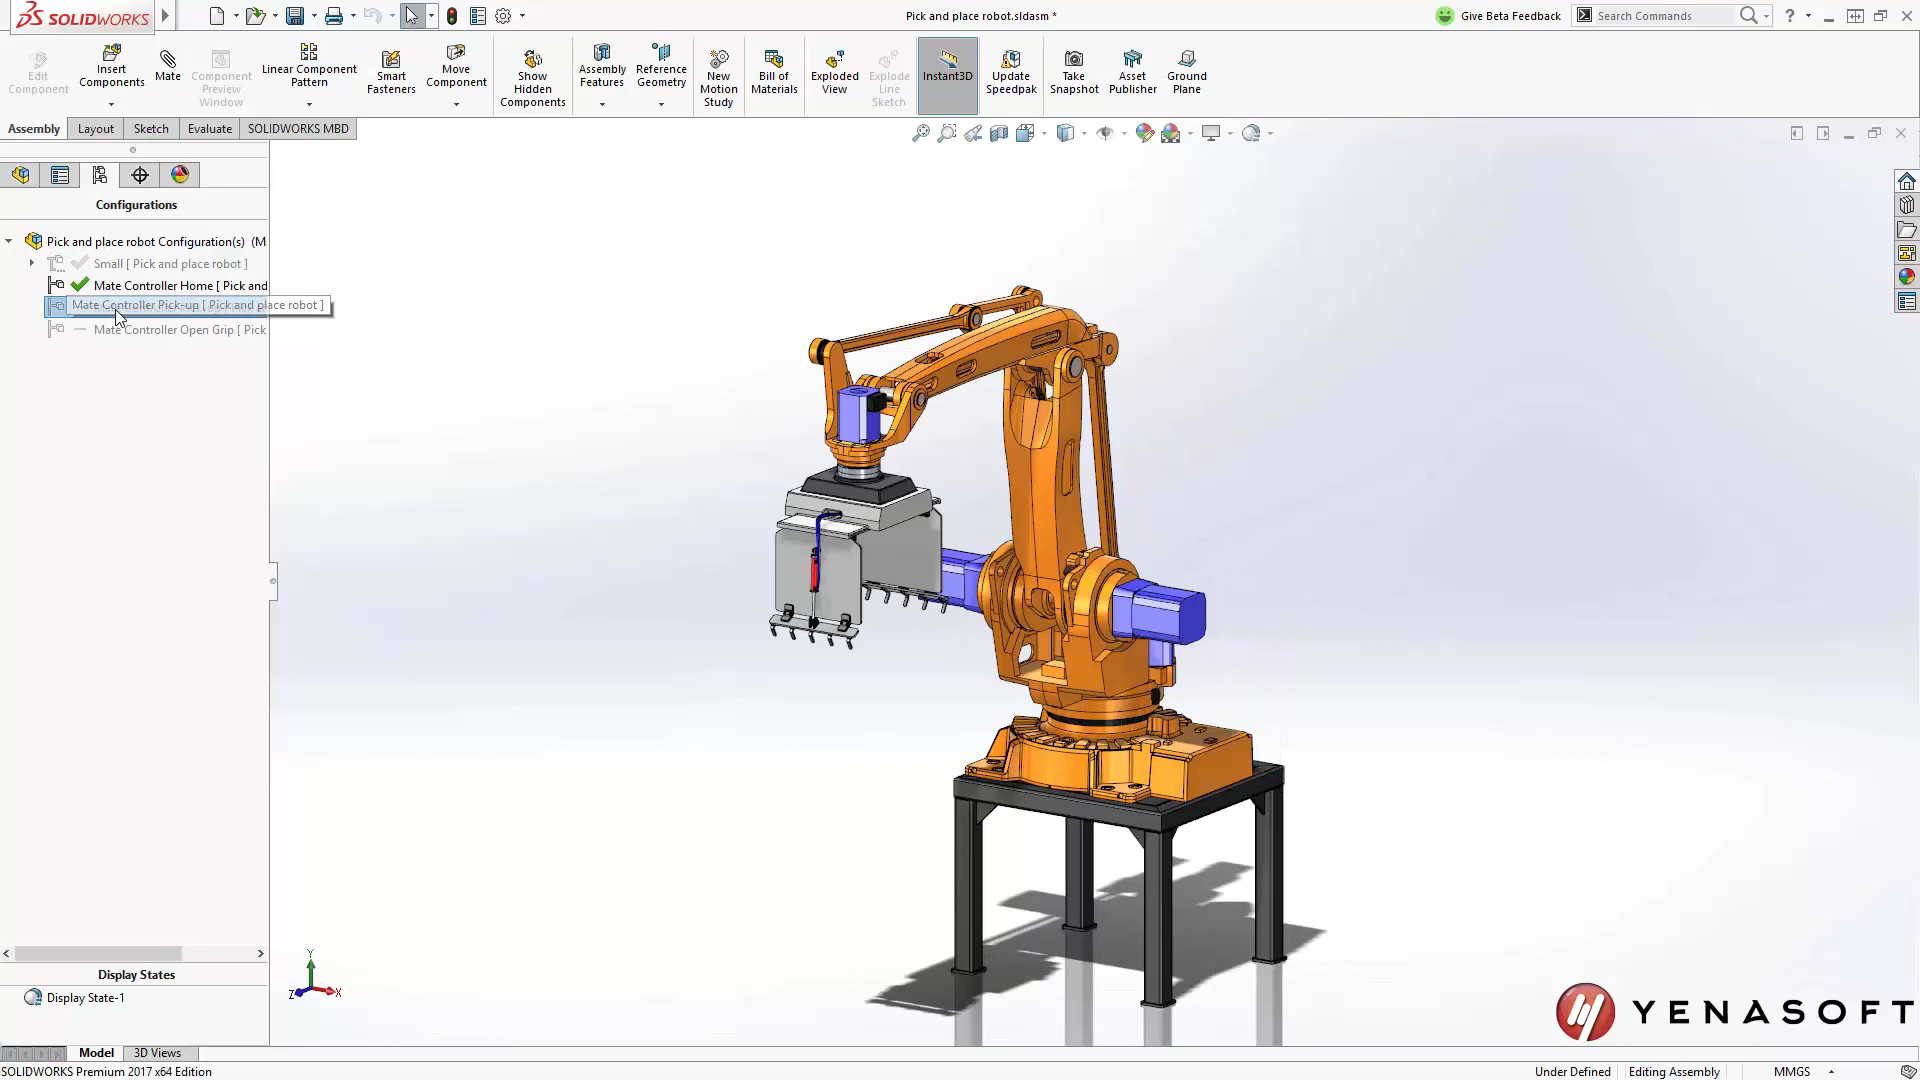 SOLIDWORKS
Pick and place robot.sldasm *
Give Beta Feedback
Search Commands
?
Edit
Component
Insert
Components
Mate
Component
Preview
Window
Linear Component
Pattern
Smart
Fasteners
Move
Component
Show
Hidden
Components
Assembly
Features
Reference
Geometry
New
Motion
Study
Bill of
Materials
Exploded
View
Explode
Line
Sketch
Instant3D
Update
Speedpak
Take
Snapshot
Asset
Publisher
Ground
Plane
Assembly
Layout
Sketch
Evaluate
SOLIDWORKS MBD
Configurations
Pick and place robot Configuration(s) (M
Small [ Pick and place robot ]
Mate Controller Home [ Pick and
Mate Controller Pick-up [ Pick and place robot ]
Mate Controller Open Grip [ Pick
Y
Z
X
Display States
Display State-1
YENASOFT
Model
3D Views
SOLIDWORKS Premium 2017 x64 Edition
Under Defined
Editing Assembly
MMGS